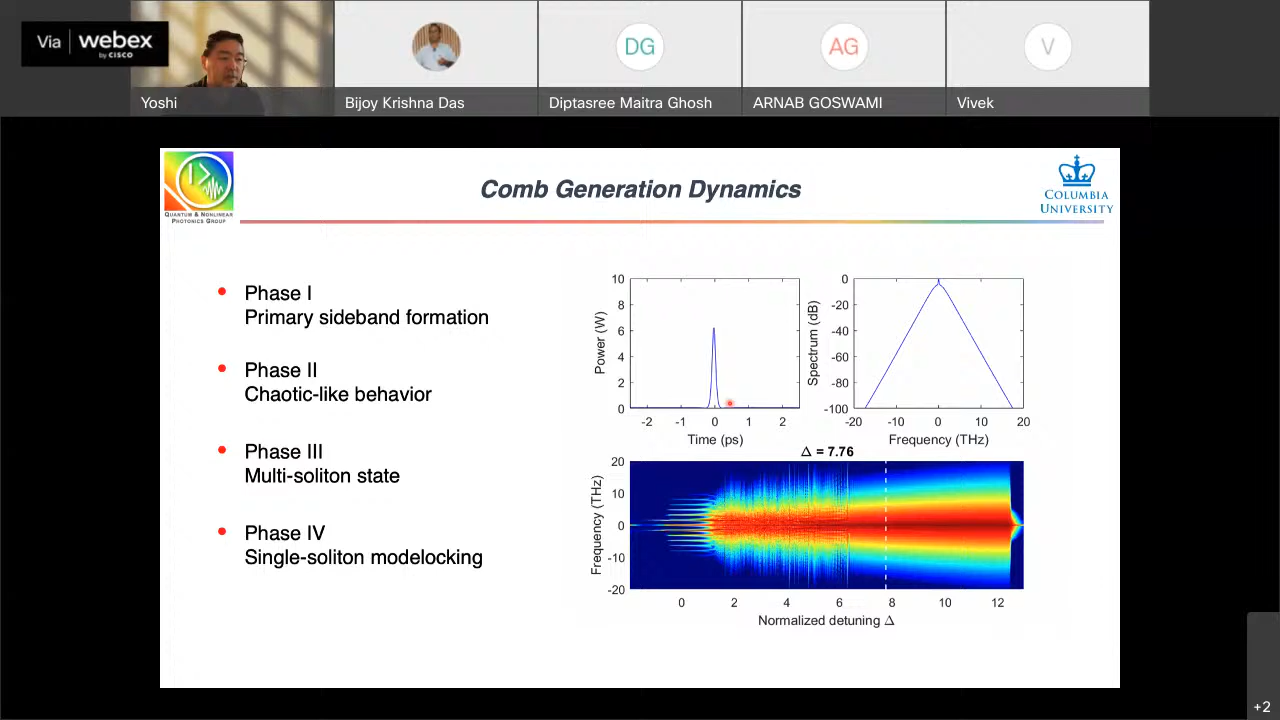 Via webex
by CISCO
Yoshi
Bijoy Krishna Das
DG
Diptasree Maitra Ghosh
AG
ARNAB GOSWAMI
V
Vivek
QUANTUM & NONLINEAR
PHOTONICS GROUP
Comb Generation Dynamics
COLUMBIA
UNIVERSITY
• Phase I
Primary sideband formation
• Phase II
Chaotic-like behavior
• Phase III
Multi-soliton state
• Phase IV
Single-soliton modelocking
Power (W)
10
8
6
4
2
0
-2 -1 0 1 2
Time (ps)
Spectrum (dB)
0
-20
-40
-60
-80
-100
-20 -10 0 10 20
Frequency (THz)
Δ = 7.76
Frequency (THz)
20
10
0
-10
-20
0 2 4 6 8 10 12
Normalized detuning Δ
+2